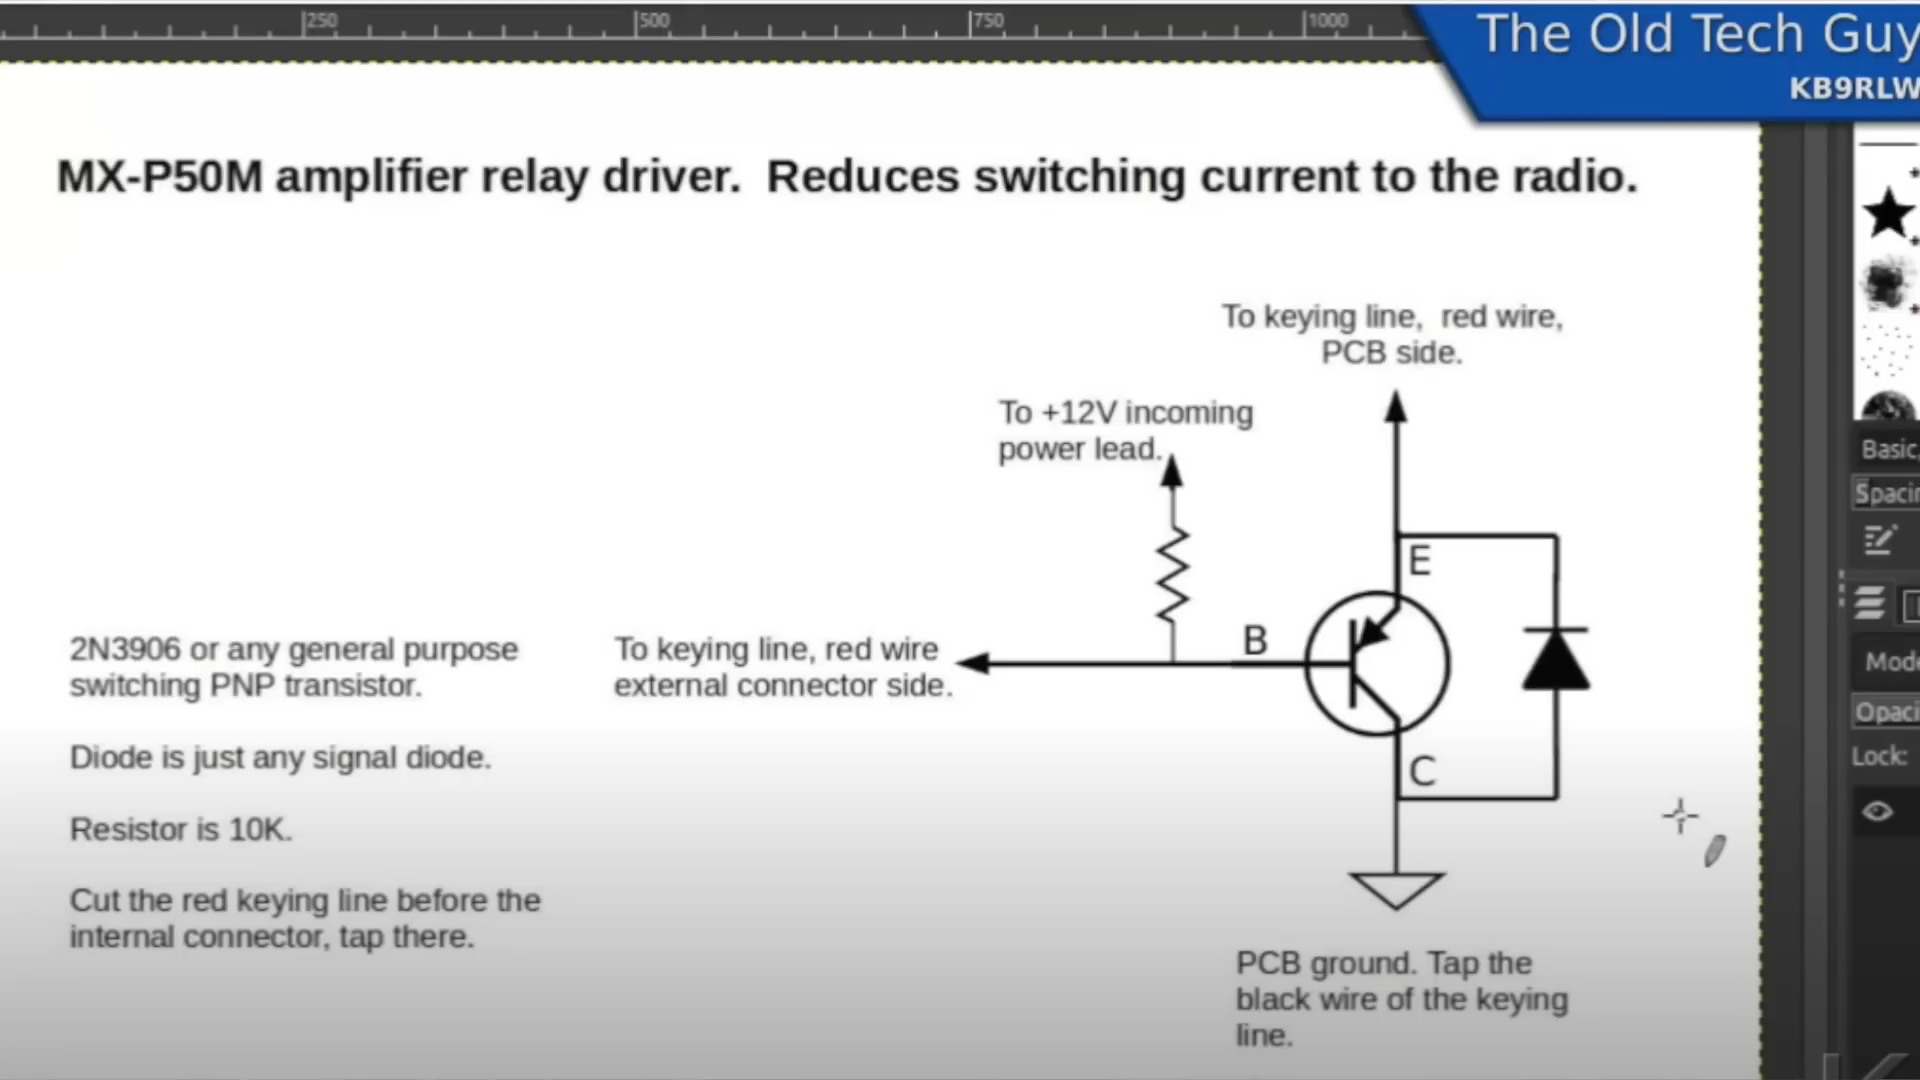 250 500 750 1000
The Old Tech Guy
KB9RLW
MX-P50M amplifier relay driver.  Reduces switching current to the radio.
To keying line,  red wire,
PCB side.
To +12V incoming
power lead.
E
B
C
2N3906 or any general purpose
switching PNP transistor.
To keying line, red wire
external connector side.
Diode is just any signal diode.
Resistor is 10K.
Cut the red keying line before the
internal connector, tap there.
PCB ground. Tap the
black wire of the keying
line.
Basic,
Spacin
Mode
Opaci
Lock: